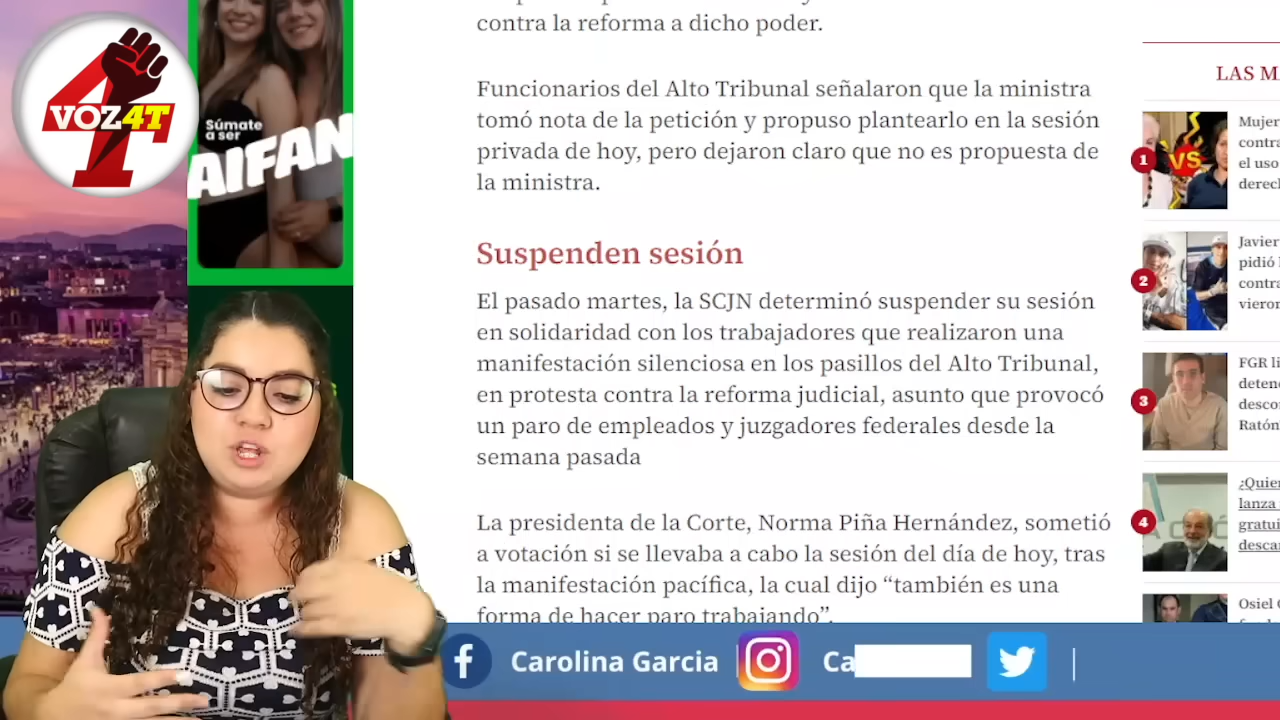 4
VOZ4T
Súmate
a ser
AIFAN
contra la reforma a dicho poder.
Funcionarios del Alto Tribunal señalaron que la ministra
tomó nota de la petición y propuso plantearlo en la sesión
privada de hoy, pero dejaron claro que no es propuesta de
la ministra.
Suspenden sesión
El pasado martes, la SCJN determinó suspender su sesión
en solidaridad con los trabajadores que realizaron una
manifestación silenciosa en los pasillos del Alto Tribunal,
en protesta contra la reforma judicial, asunto que provocó
un paro de empleados y juzgadores federales desde la
semana pasada
La presidenta de la Corte, Norma Piña Hernández, sometió
a votación si se llevaba a cabo la sesión del día de hoy, tras
la manifestación pacífica, la cual dijo “también es una
forma de hacer paro trabajando”.
LAS M
1
VS
Mujer
contra
el uso
derech
2
Javier
pidió
contra
vieron
3
FGR li
deten
desco
Ratón
4
¿Quier
lanza
gratui
descar
Osiel
Carolina Garcia
Ca